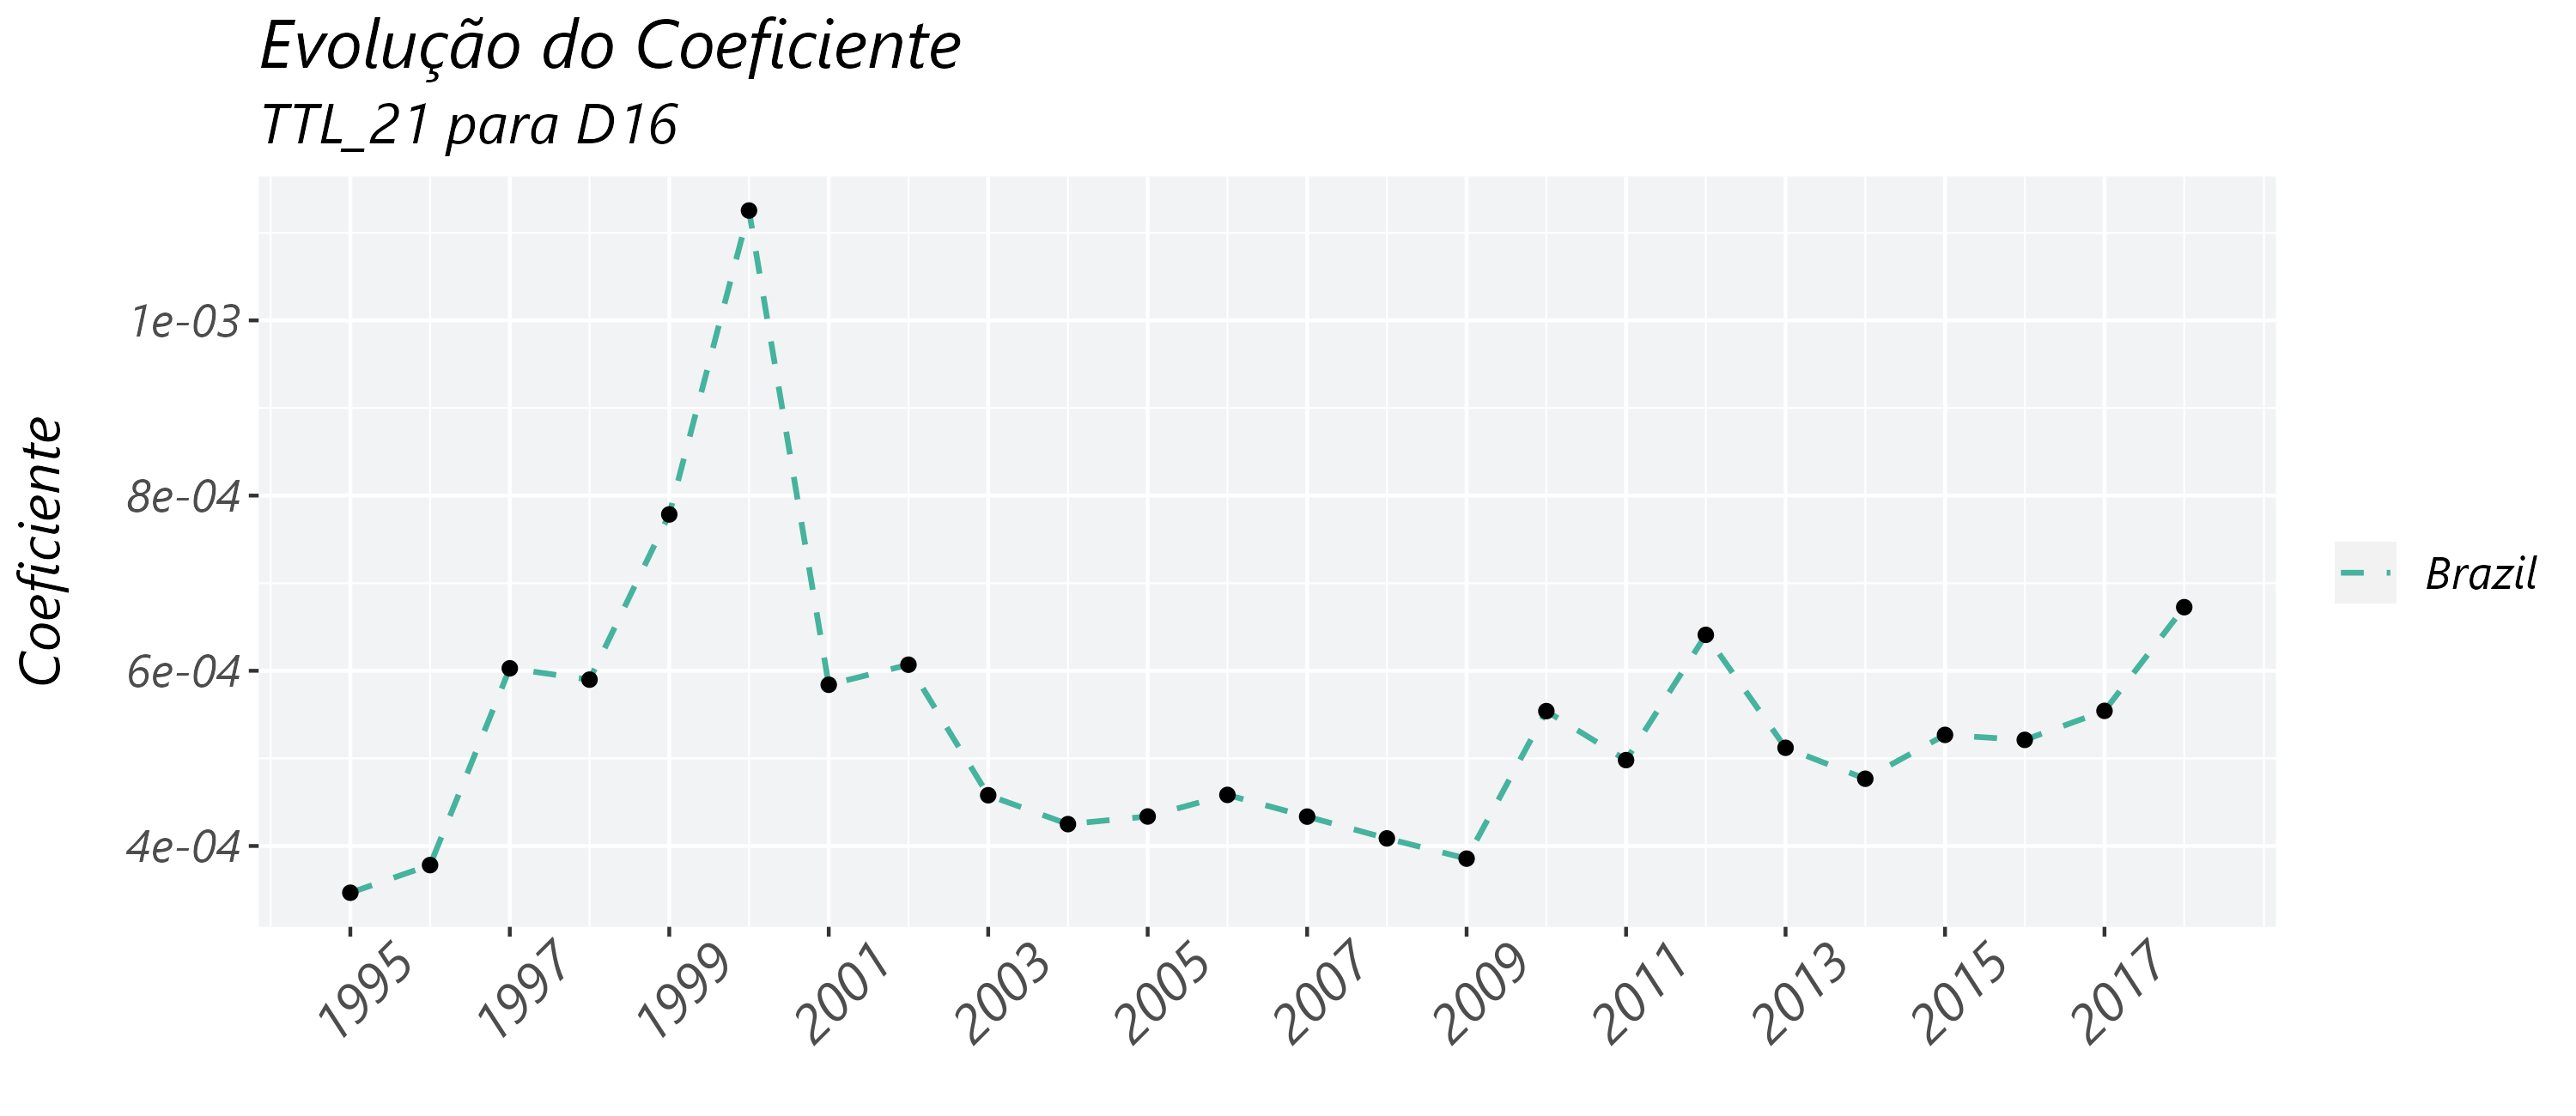 Evolução do Coeficiente
TTL_21 para D16
Coeficiente
1e-03
8e-04
6e-04
4e-04
1995
1997
1999
2001
2003
2005
2007
2009
2011
2013
2015
2017
Brazil